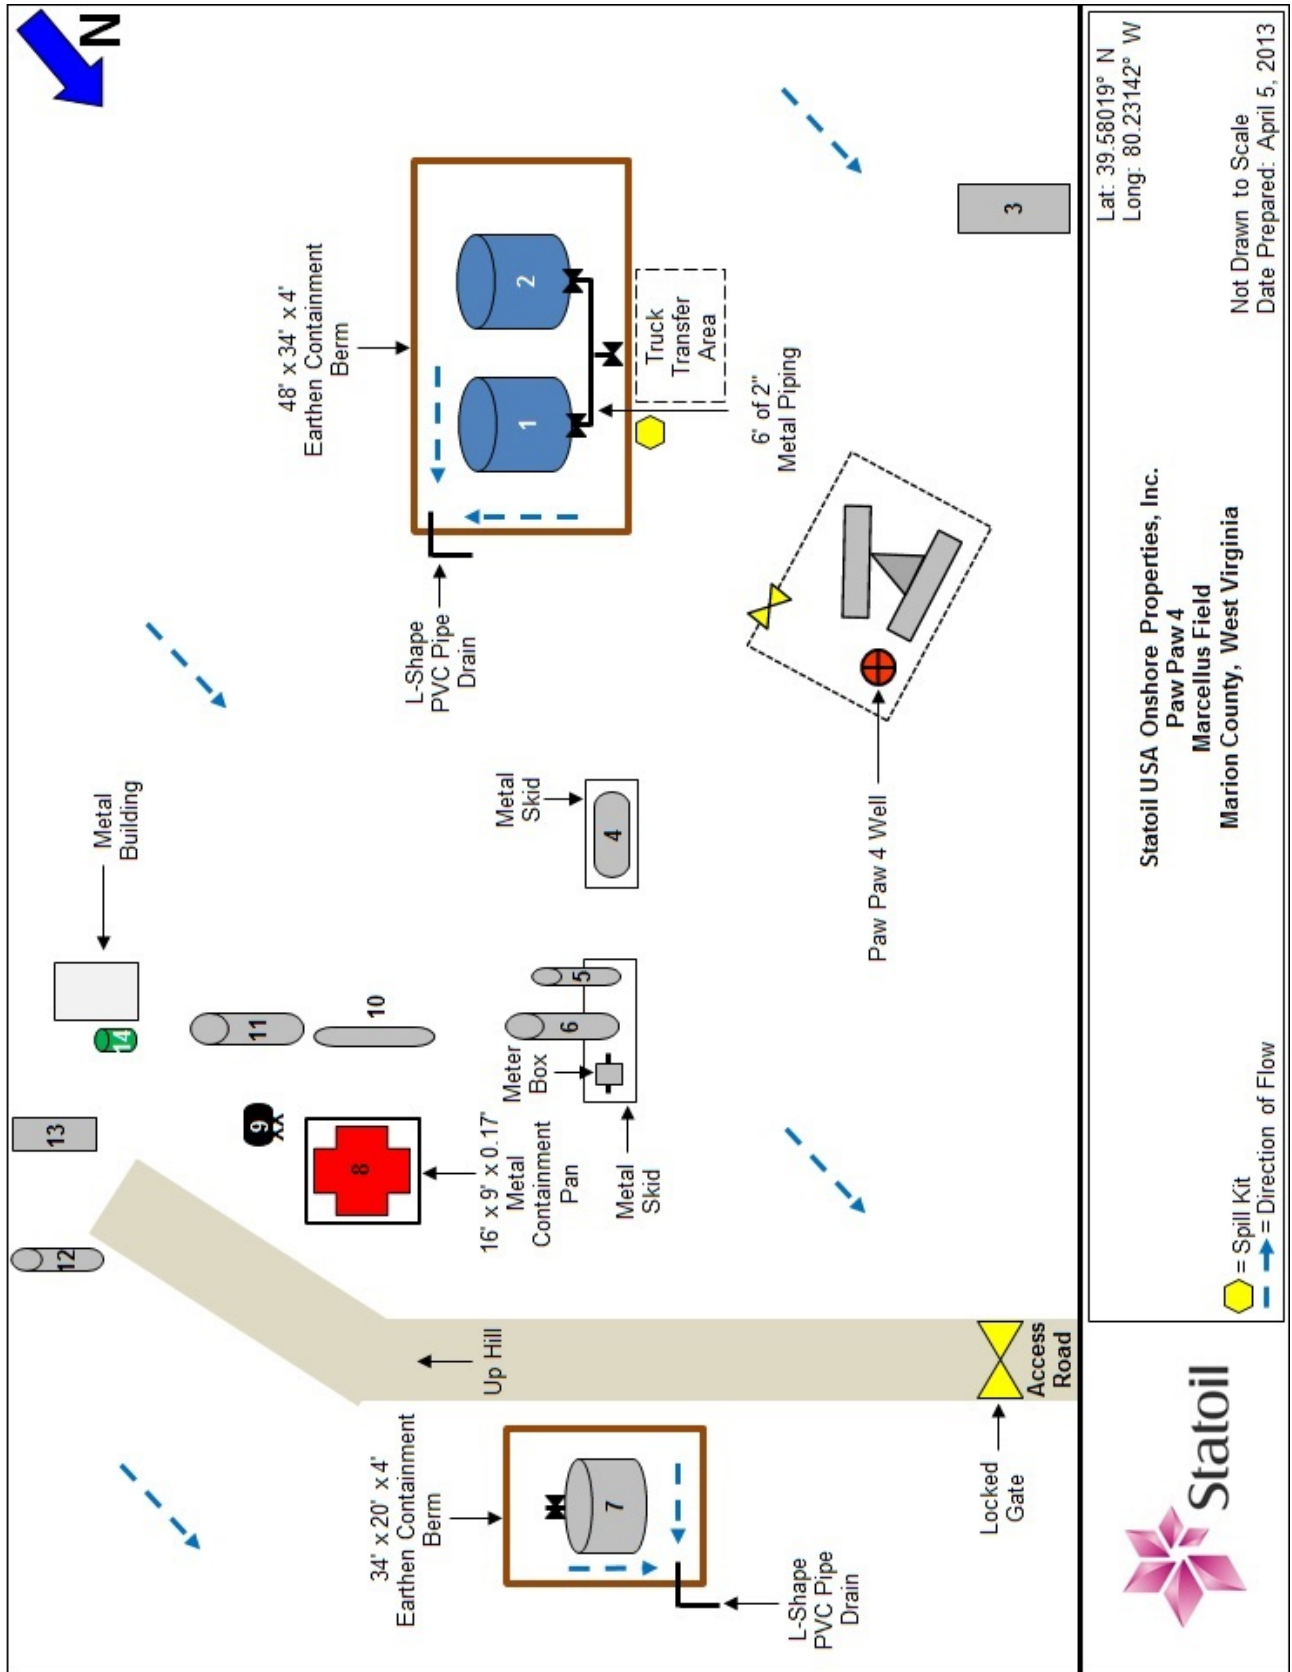 N
48' x 34' x 4'
Earthen Containment
Berm
1
2
Truck
Transfer
Area
6' of 2"
Metal Piping
3
L-Shape
PVC Pipe
Drain
Metal
Building
Metal
Skid
4
Paw Paw 4 Well
14
11
10
5
6
Meter
Box
Metal
Skid
13
9
8
16' x 9' x 0.17'
Metal
Containment
Pan
12
Up Hill
Access
Road
Locked
Gate
34' x 20' x 4'
Earthen Containment
Berm
7
L-Shape
PVC Pipe
Drain
Statoil
= Spill Kit
= Direction of Flow
Statoil USA Onshore Properties, Inc.
Paw Paw 4
Marcellus Field
Marion County, West Virginia
Lat: 39.58019° N
Long: 80.23142° W
Not Drawn to Scale
Date Prepared: April 5, 2013